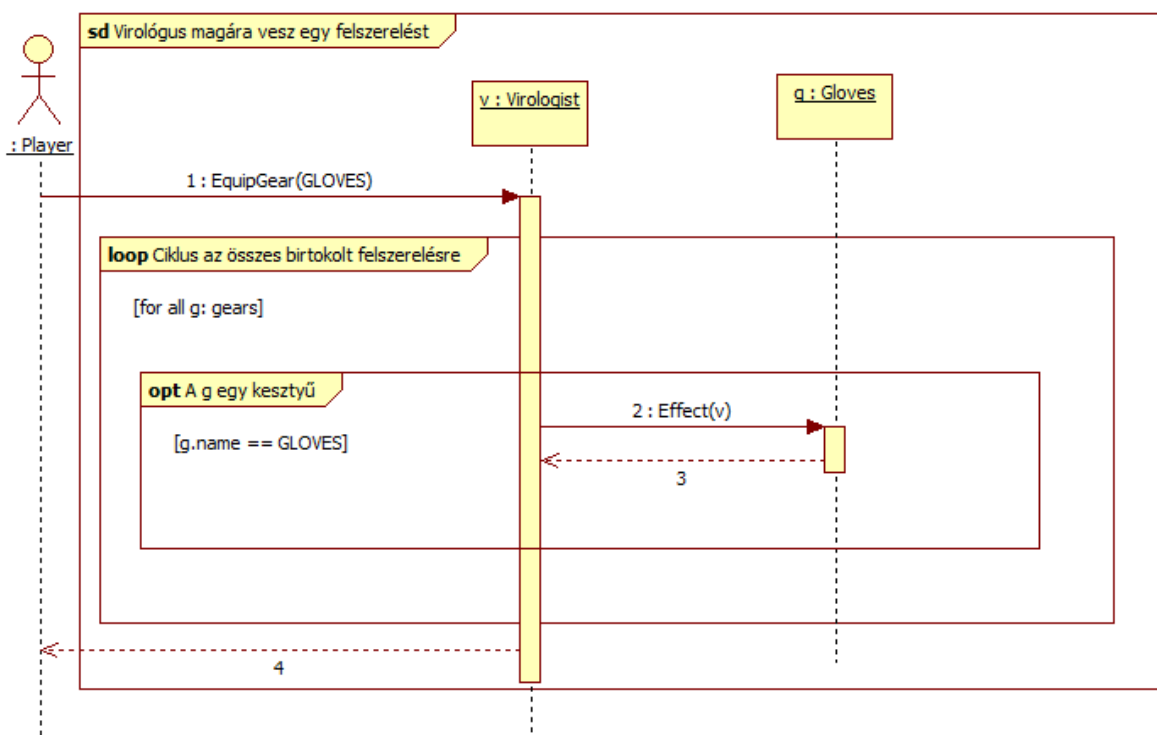 sd Virológus magára vesz egy felszerelést
: Player
v : Virologist
g : Gloves
1 : EquipGear(GLOVES)
loop Ciklus az összes birtokolt felszerelésre
[for all g: gears]
opt A g egy kesztyű
[g.name == GLOVES]
2 : Effect(v)
3
4